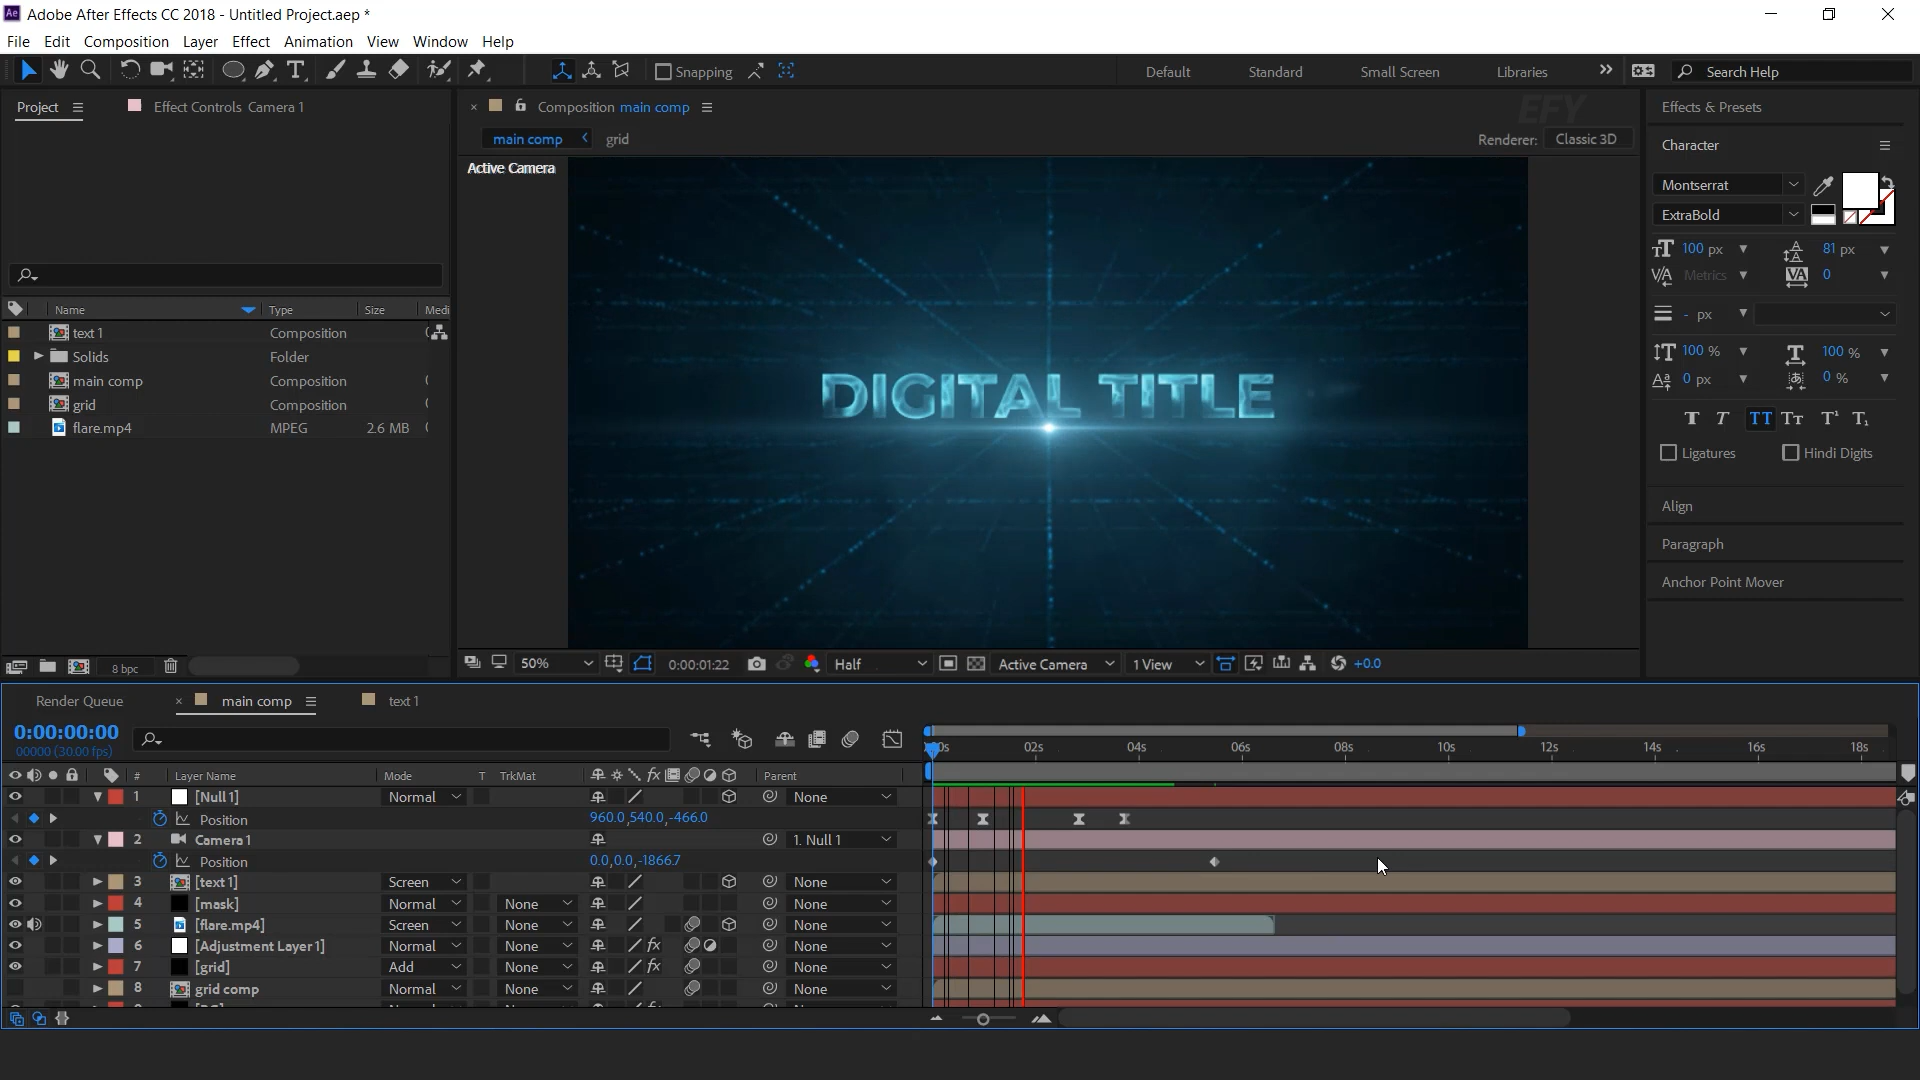 Adobe After Effects CC 2018 - Untitled Project.aep *
File Edit Composition Layer Effect Animation View Window Help
Snapping
Default Standard Small Screen Libraries Search Help
Project Effect Controls Camera 1
Composition main comp
EFY
main comp grid
Renderer: Classic 3D
Active Camera
DIGITAL TITLE
Name Type Size Medi
text 1 Composition
Solids Folder
main comp Composition
grid Composition
flare.mp4 MPEG 2.6 MB
8 bpc
50% 0:00:01:22 Half Active Camera 1 View +0.0
Effects & Presets
Character
Montserrat
ExtraBold
100 px 81 px
Metrics 0
- px
100 % 100 %
0 px 0 %
Ligatures Hindi Digits
Align
Paragraph
Anchor Point Mover
Render Queue main comp text 1
0:00:00:00
00000 (30.00 fps)
0s 02s 04s 06s 08s 10s 12s 14s 16s 18s
# Layer Name Mode T TrkMat Parent
1 [Null 1] Normal None
Position 960.0,540.0,-466.0
2 Camera 1 1. Null 1
Position 0.0,0.0,-1866.7
3 [text 1] Screen None
4 [mask] Normal None None
5 [flare.mp4] Screen None None
6 [Adjustment Layer 1] Normal None None
7 [grid] Add None None
8 grid comp Normal None None